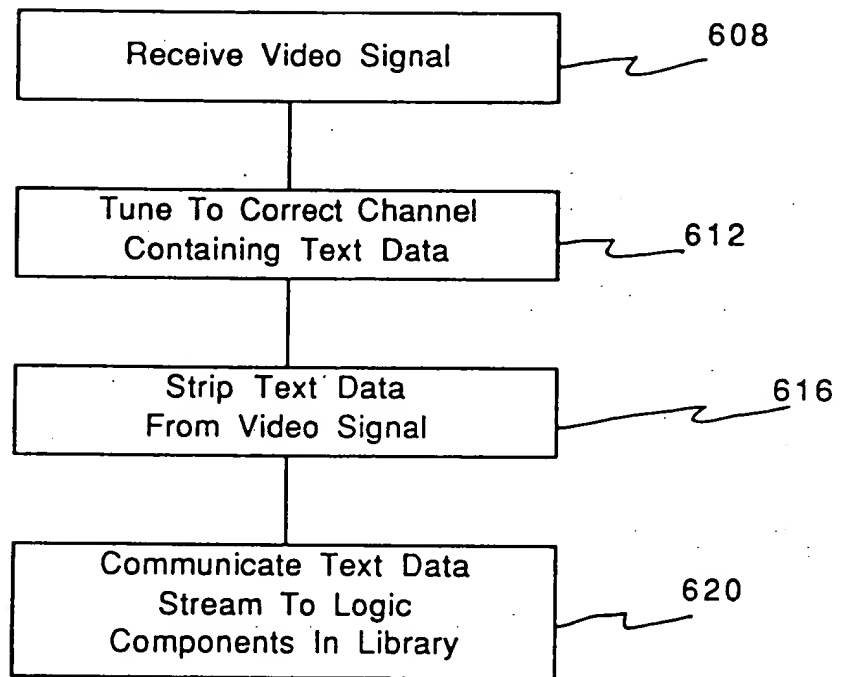 Receive Video Signal
608
Tune To Correct Channel
Containing Text Data
612
Strip Text Data
From Video Signal
616
Communicate Text Data
Stream To Logic
Components In Library
620